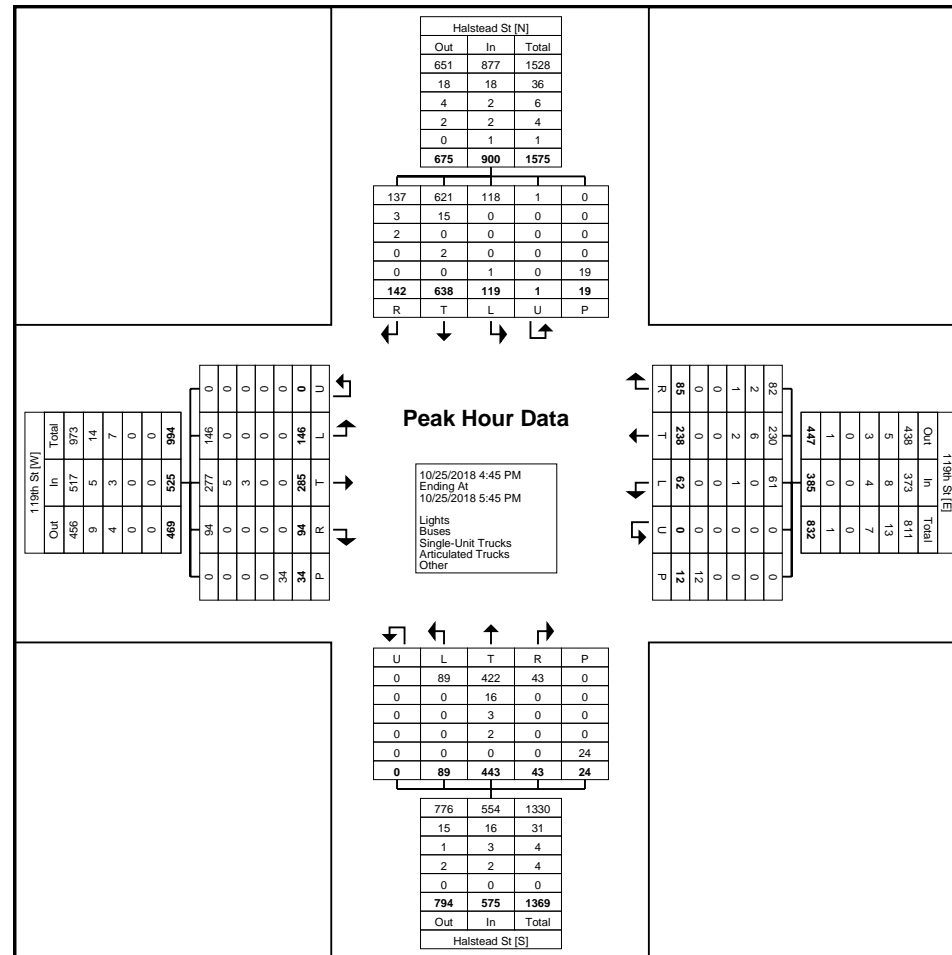 Halstead St [N]
Out In Total
651 877 1528
18 18 36
4 2 6
2 2 4
0 1 1
675 900 1575
137 621 118 1 0
3 15 0 0 0
2 0 0 0 0
0 2 0 0 0
0 0 1 0 19
142 638 119 1 19
R T L U P
119th St [W]
Total 973 14 7 0 0 994
In 517 5 3 0 0 525
Out 456 9 4 0 0 469
0 0 0 0 0 0 U
146 0 0 0 0 146 L
277 5 3 0 0 285 T
94 0 0 0 0 94 R
0 0 0 0 34 34 P
Peak Hour Data
10/25/2018 4:45 PM
Ending At
10/25/2018 5:45 PM
Lights
Buses
Single-Unit Trucks
Articulated Trucks
Other
R 85 0 0 1 2 82
T 238 0 0 2 6 230
L 62 0 0 1 0 61
U 0 0 0 0 0 0
P 12 12 0 0 0 0
447 1 0 3 5 438 Out
385 0 0 4 8 373 In
832 1 0 7 13 811 Total
119th St [E]
U L T R P
0 89 422 43 0
0 0 16 0 0
0 0 3 0 0
0 0 2 0 0
0 0 0 0 24
0 89 443 43 24
776 554 1330
15 16 31
1 3 4
2 2 4
0 0 0
794 575 1369
Out In Total
Halstead St [S]